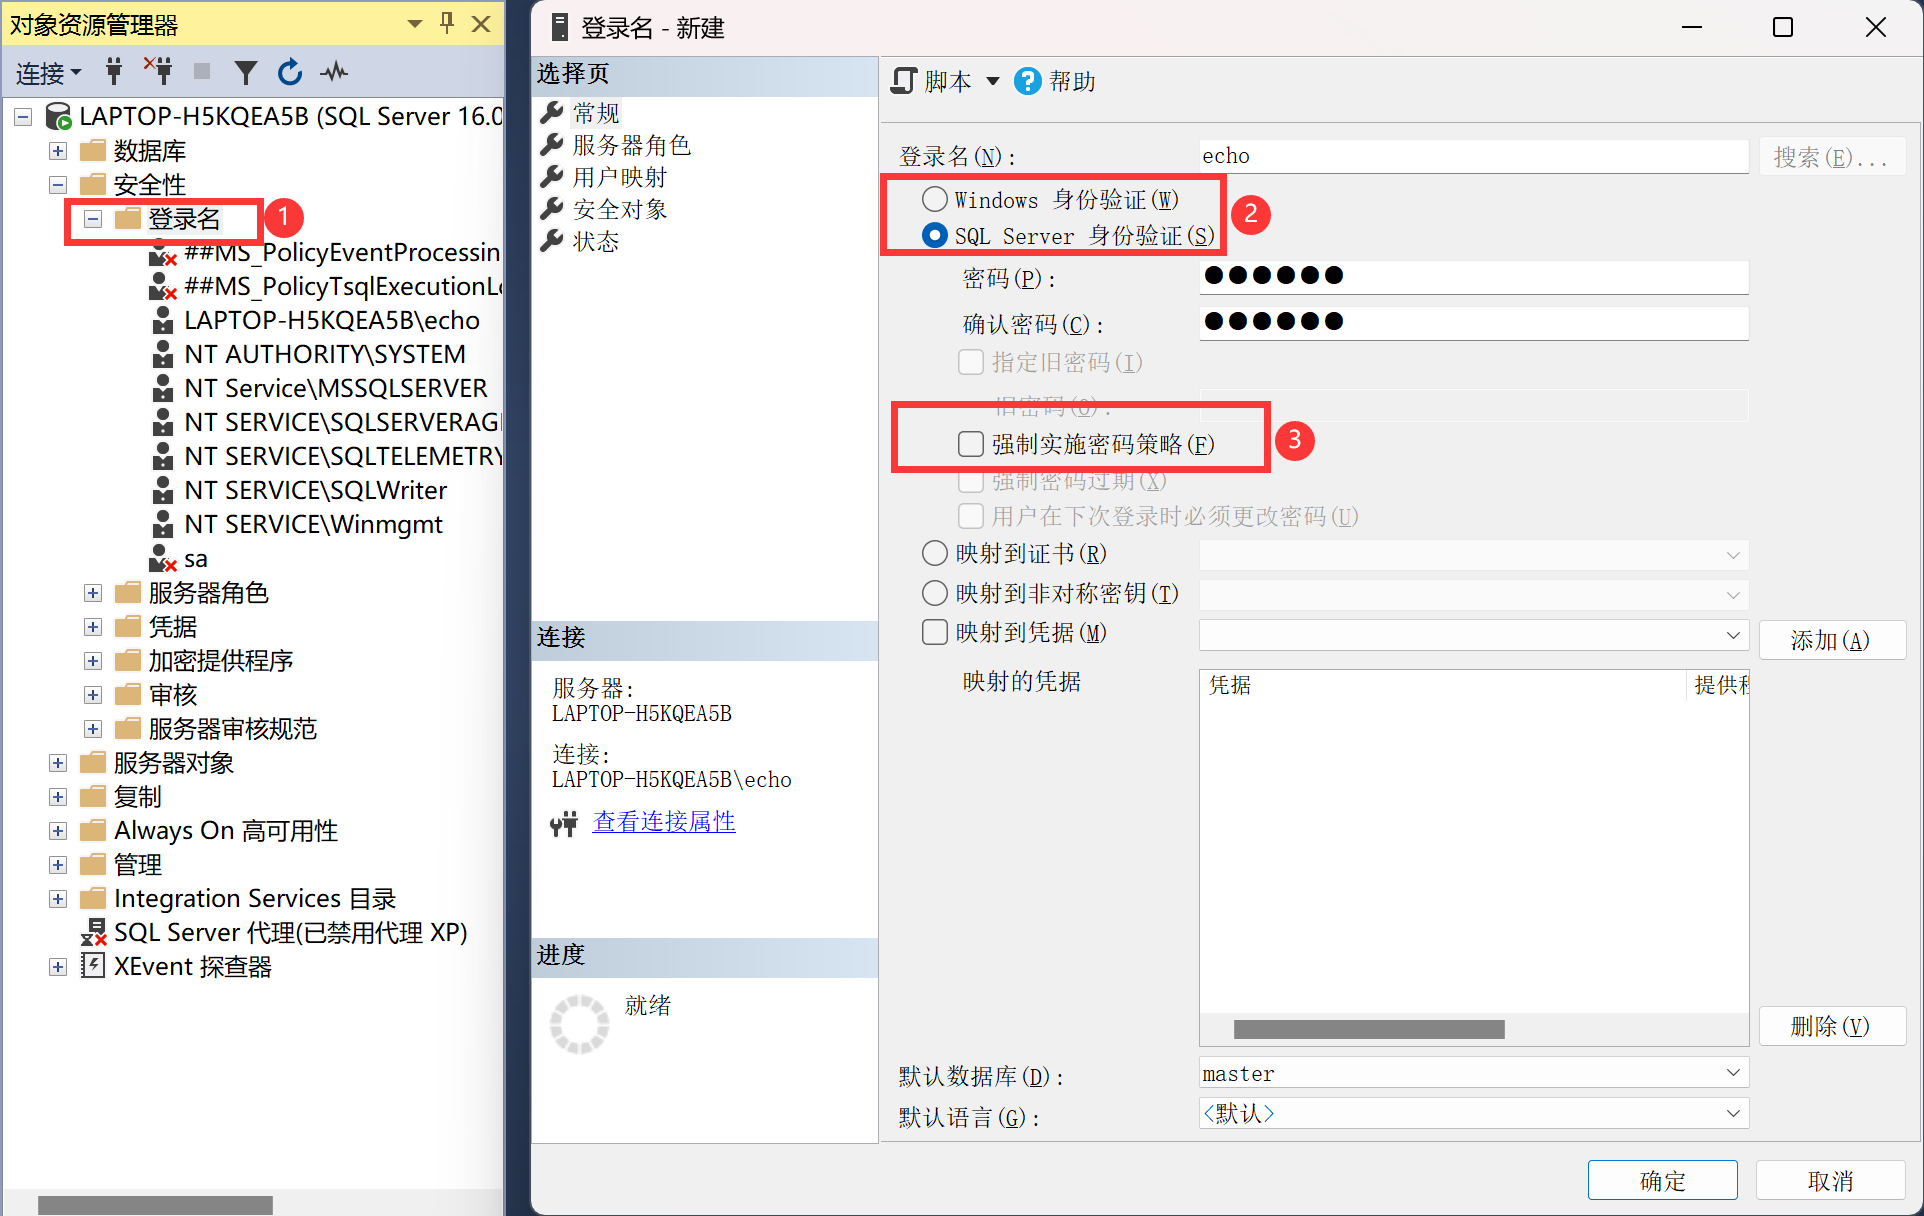 对象资源管理器
连接
LAPTOP-H5KQEA5B (SQL Server 16.0
数据库
安全性
登录名
1
##MS_PolicyEventProcessin
##MS_PolicyTsqlExecutionLo
LAPTOP-H5KQEA5B\echo
NT AUTHORITY\SYSTEM
NT Service\MSSQLSERVER
NT SERVICE\SQLSERVERAGE
NT SERVICE\SQLTELEMETRY
NT SERVICE\SQLWriter
NT SERVICE\Winmgmt
sa
服务器角色
凭据
加密提供程序
审核
服务器审核规范
服务器对象
复制
Always On 高可用性
管理
Integration Services 目录
SQL Server 代理(已禁用代理 XP)
XEvent 探查器
登录名 - 新建
选择页
常规
服务器角色
用户映射
安全对象
状态
连接
服务器:
LAPTOP-H5KQEA5B
连接:
LAPTOP-H5KQEA5B\echo
查看连接属性
进度
就绪
脚本
帮助
登录名(N): echo 搜索(E)...
Windows 身份验证(W)
2
SQL Server 身份验证(S)
密码(P): ●●●●●●
确认密码(C): ●●●●●●
指定旧密码(I)
旧密码(O):
强制实施密码策略(F)
3
强制密码过期(X)
用户在下次登录时必须更改密码(U)
映射到证书(R)
映射到非对称密钥(T)
映射到凭据(M) 添加(A)
映射的凭据 凭据 提供程
删除(V)
默认数据库(D): master
默认语言(G): <默认>
确定 取消